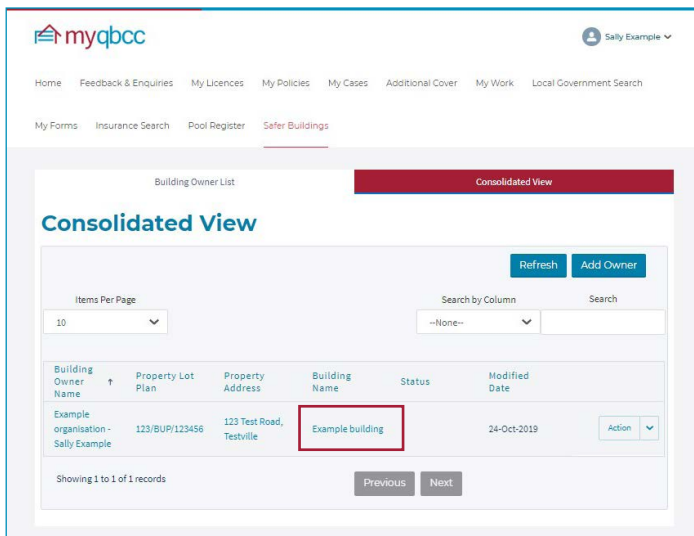 myqbcc
Sally Example
Home Feedback & Enquiries My Licences My Policies My Cases Additional Cover My Work Local Government Search
My Forms Insurance Search Pool Register Safer Buildings
Building Owner List Consolidated View
Consolidated View
Refresh Add Owner
Items Per Page Search by Column Search
10 --None--
Building Owner Name ↑ Property Lot Plan Property Address Building Name Status Modified Date
Example organisation - Sally Example 123/BUP/123456 123 Test Road, Testville Example building 24-Oct-2019 Action
Showing 1 to 1 of 1 records Previous Next